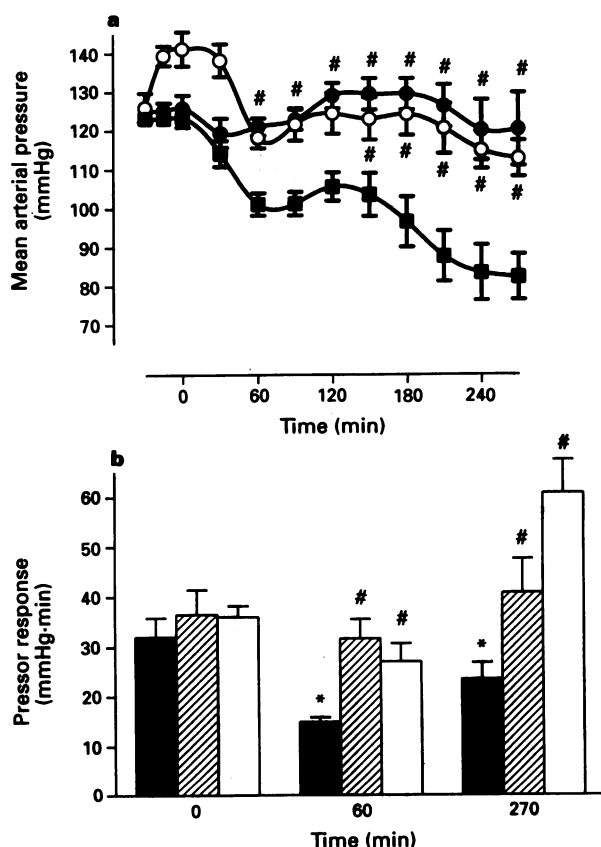 a
Mean arterial pressure
(mmHg)
140
130
120
110
100
90
80
70
# # # # # # # #
# # # # #
0 60 120 180 240
Time (min)
b
Pressor response
(mmHg·min)
60
50
40
30
20
10
0
* # #
* # #
0 60 270
Time (min)